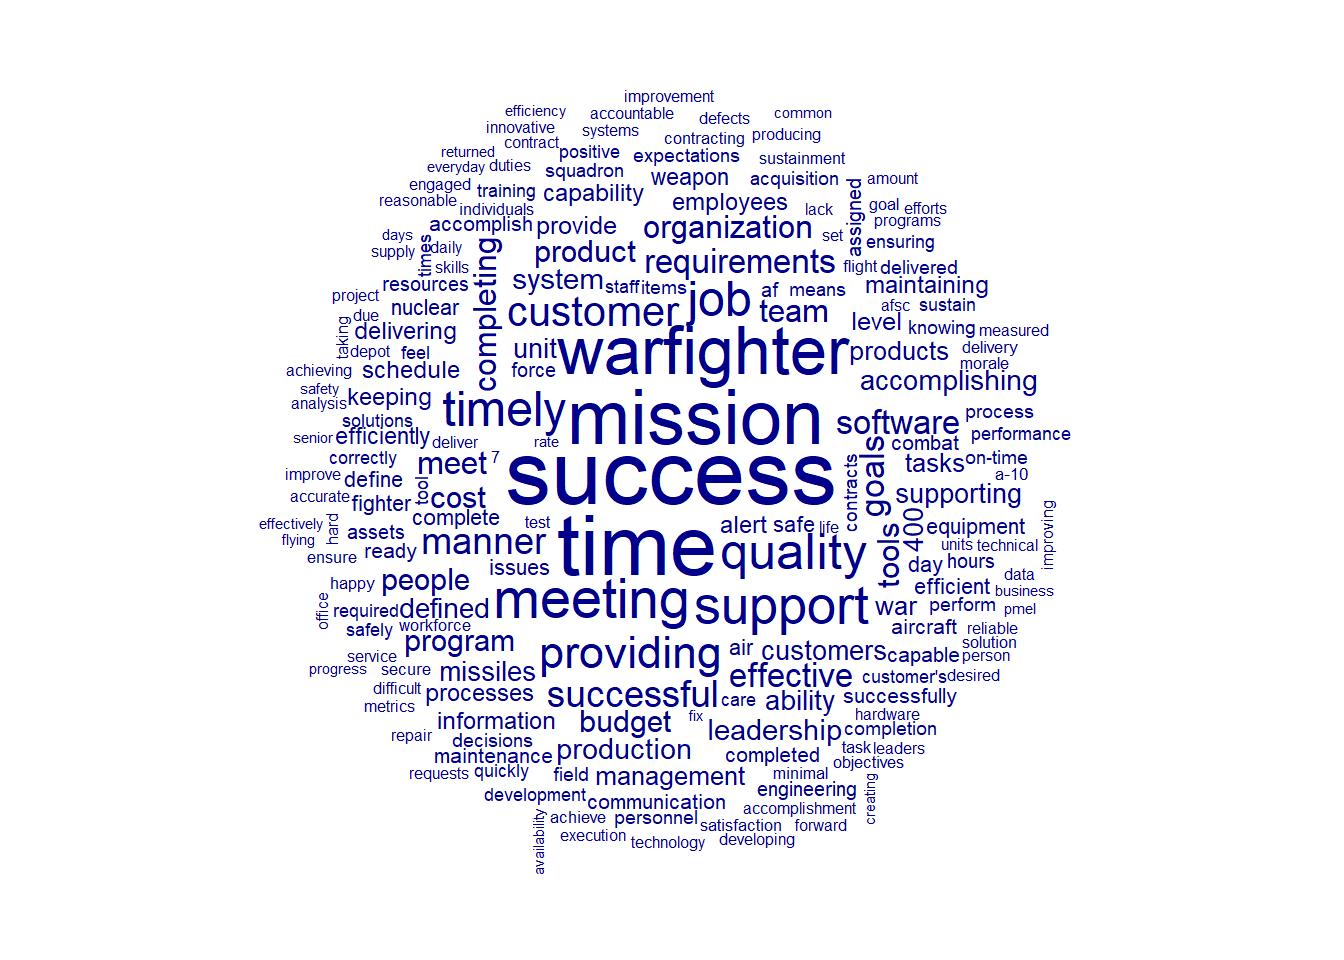 improvement
efficiency
accountable
defects
common
innovative
systems
contracting
producing
contract
returned
positive
expectations
sustainment
everyday
duties
squadron
weapon
acquisition
amount
engaged
training
capability
employees
assigned
reasonable
individuals
lack
goal
efforts
accomplish
provide
organization
set
programs
days
times
daily
completing
product
ensuring
supply
skills
system
requirements
flight
delivered
resources
staff
items
job
af
means
maintaining
project
nuclear
customer
team
afsc
sustain
due
taking
delivering
level
knowing
measured
depot
feel
unit
warfighter
products
delivery
achieving
schedule
force
morale
safety
keeping
accomplishing
analysis
timely
mission
software
process
solutions
senior
efficiently
deliver
rate
combat
performance
correctly
meet
7
success
contracts
goals
tasks
on-time
improve
define
tool
cost
a-10
accurate
fighter
supporting
effectively
hard
assets
complete
test
time
alert
safe
life
400
equipment
improving
flying
ready
manner
quality
tools
units
technical
ensure
issues
day
hours
happy
people
meeting
support
efficient
data
business
office
required
defined
war
perform
pmel
safely
workforce
program
providing
air
customers
aircraft
reliable
service
capable
solution
person
progress
secure
missiles
effective
customer's
desired
difficult
processes
successful
care
ability
successfully
metrics
information
budget
fix
leadership
hardware
completion
repair
decisions
production
completed
task
leaders
maintenance
objectives
requests
quickly
field
management
minimal
engineering
creating
development
communication
accomplishment
availability
achieve
personnel
satisfaction
forward
execution
technology
developing